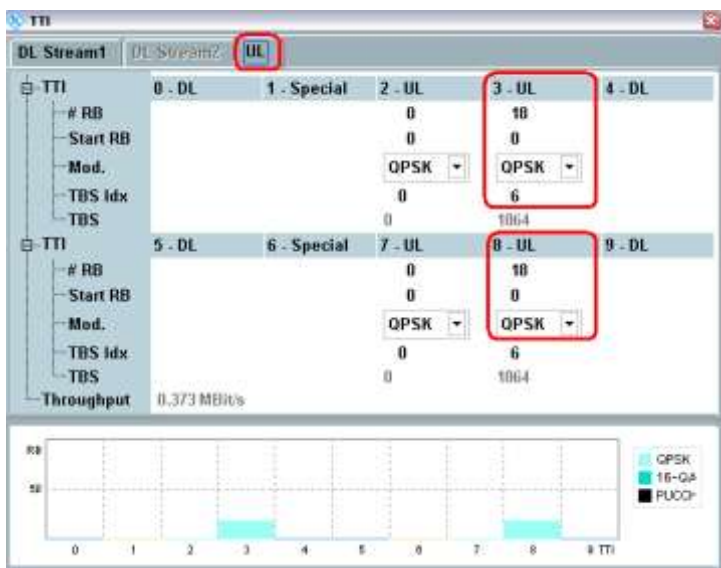 TTI
DL Stream1 DL Stream2 UL
TTI 0 - DL 1 - Special 2 - UL 3 - UL 4 - DL
# RB 0 18
Start RB 0 0
Mod. QPSK QPSK
TBS Idx 0 6
TBS 0 1864
TTI 5 - DL 6 - Special 7 - UL 8 - UL 9 - DL
# RB 0 18
Start RB 0 0
Mod. QPSK QPSK
TBS Idx 0 6
TBS 0 1864
Throughput 0.373 MBit/s
RB
50
QPSK
16-QA
PUCCH
0 1 2 3 4 5 6 7 8 9 TTI